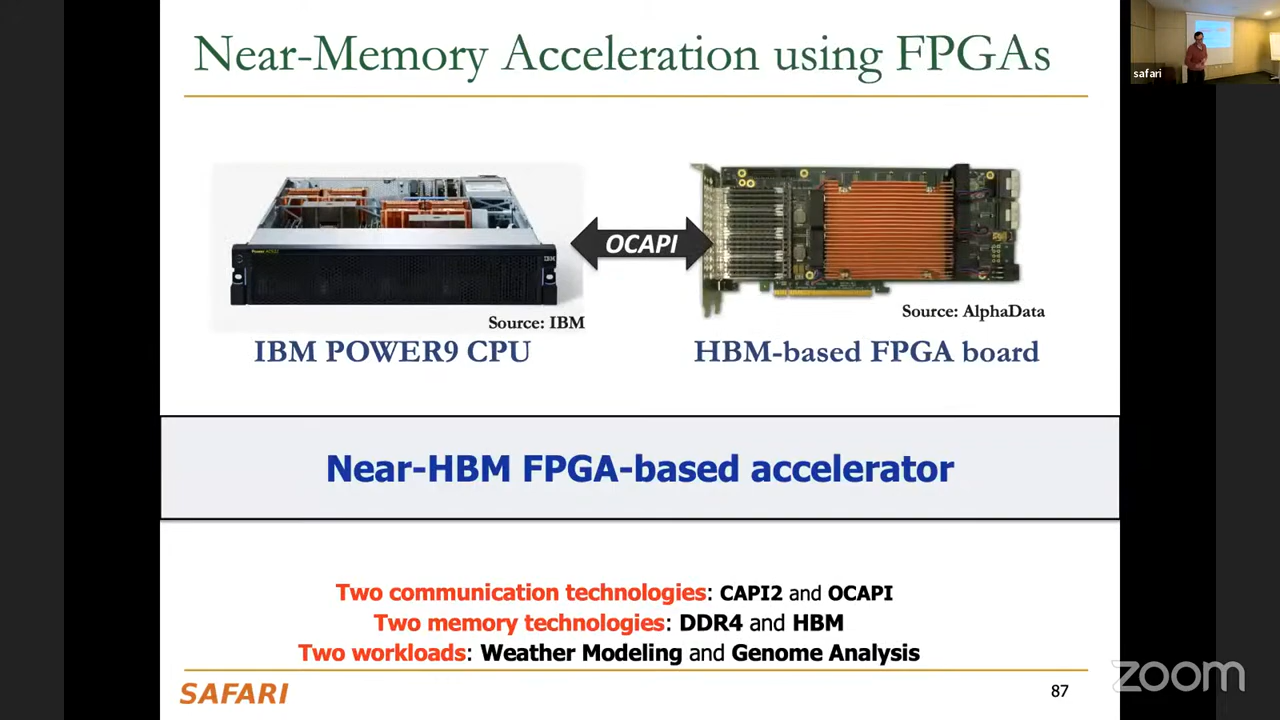 Near-Memory Acceleration using FPGAs
safari
OCAPI
IBM
Source: IBM
Source: AlphaData
IBM POWER9 CPU
HBM-based FPGA board
Near-HBM FPGA-based accelerator
Two communication technologies: CAPI2 and OCAPI
Two memory technologies: DDR4 and HBM
Two workloads: Weather Modeling and Genome Analysis
SAFARI
87
zoom